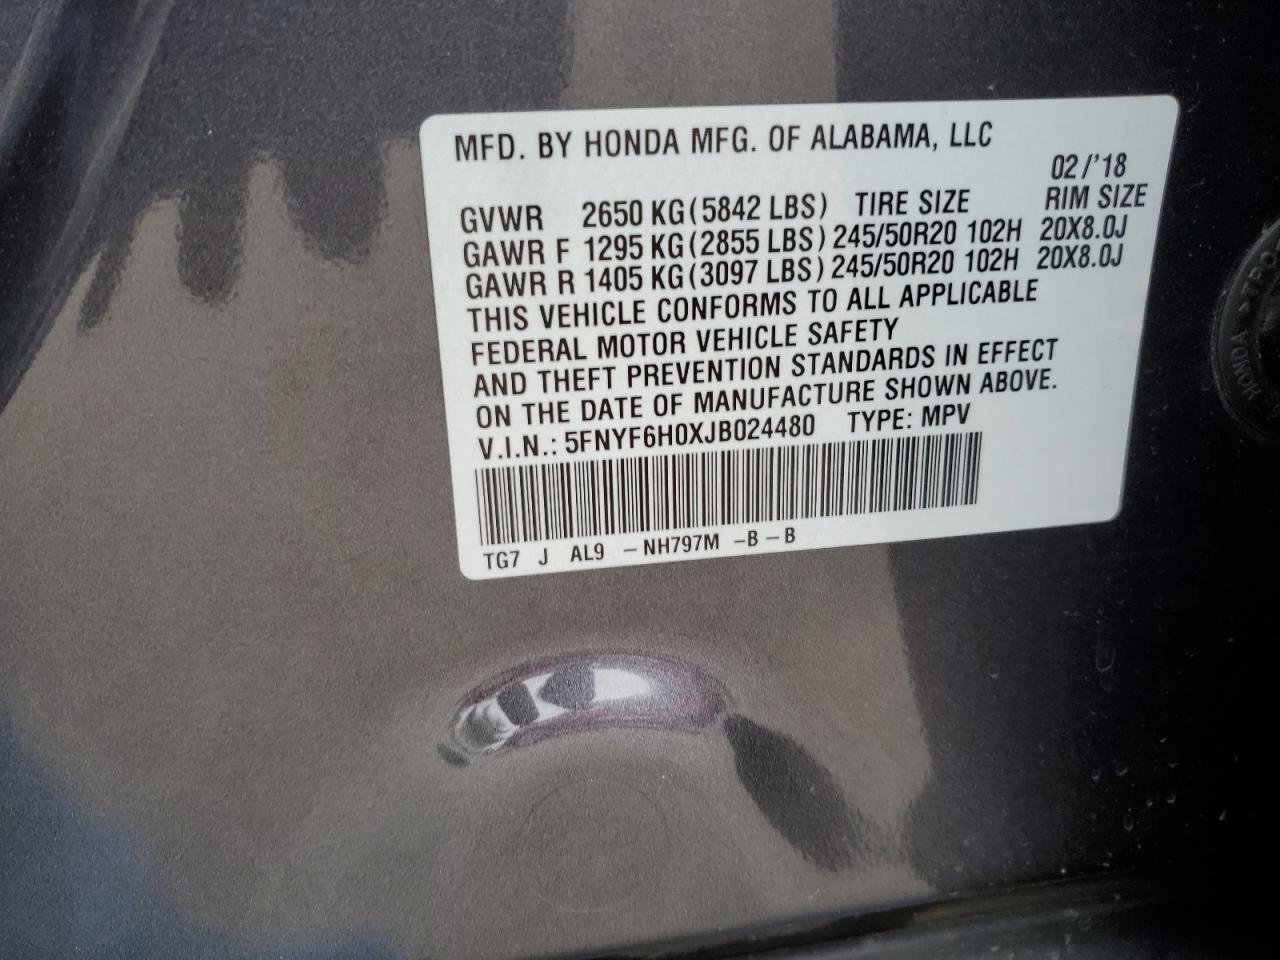 MFD. BY HONDA MFG. OF ALABAMA, LLC
02/'18
GVWR 2650 KG(5842 LBS) TIRE SIZE RIM SIZE
GAWR F 1295 KG(2855 LBS) 245/50R20 102H 20X8.0J
GAWR R 1405 KG(3097 LBS) 245/50R20 102H 20X8.0J
THIS VEHICLE CONFORMS TO ALL APPLICABLE
FEDERAL MOTOR VEHICLE SAFETY
AND THEFT PREVENTION STANDARDS IN EFFECT
ON THE DATE OF MANUFACTURE SHOWN ABOVE.
V.I.N.: 5FNYF6H0XJB024480 TYPE: MPV
TG7 J AL9 -NH797M -B-B
HONDA >TPO